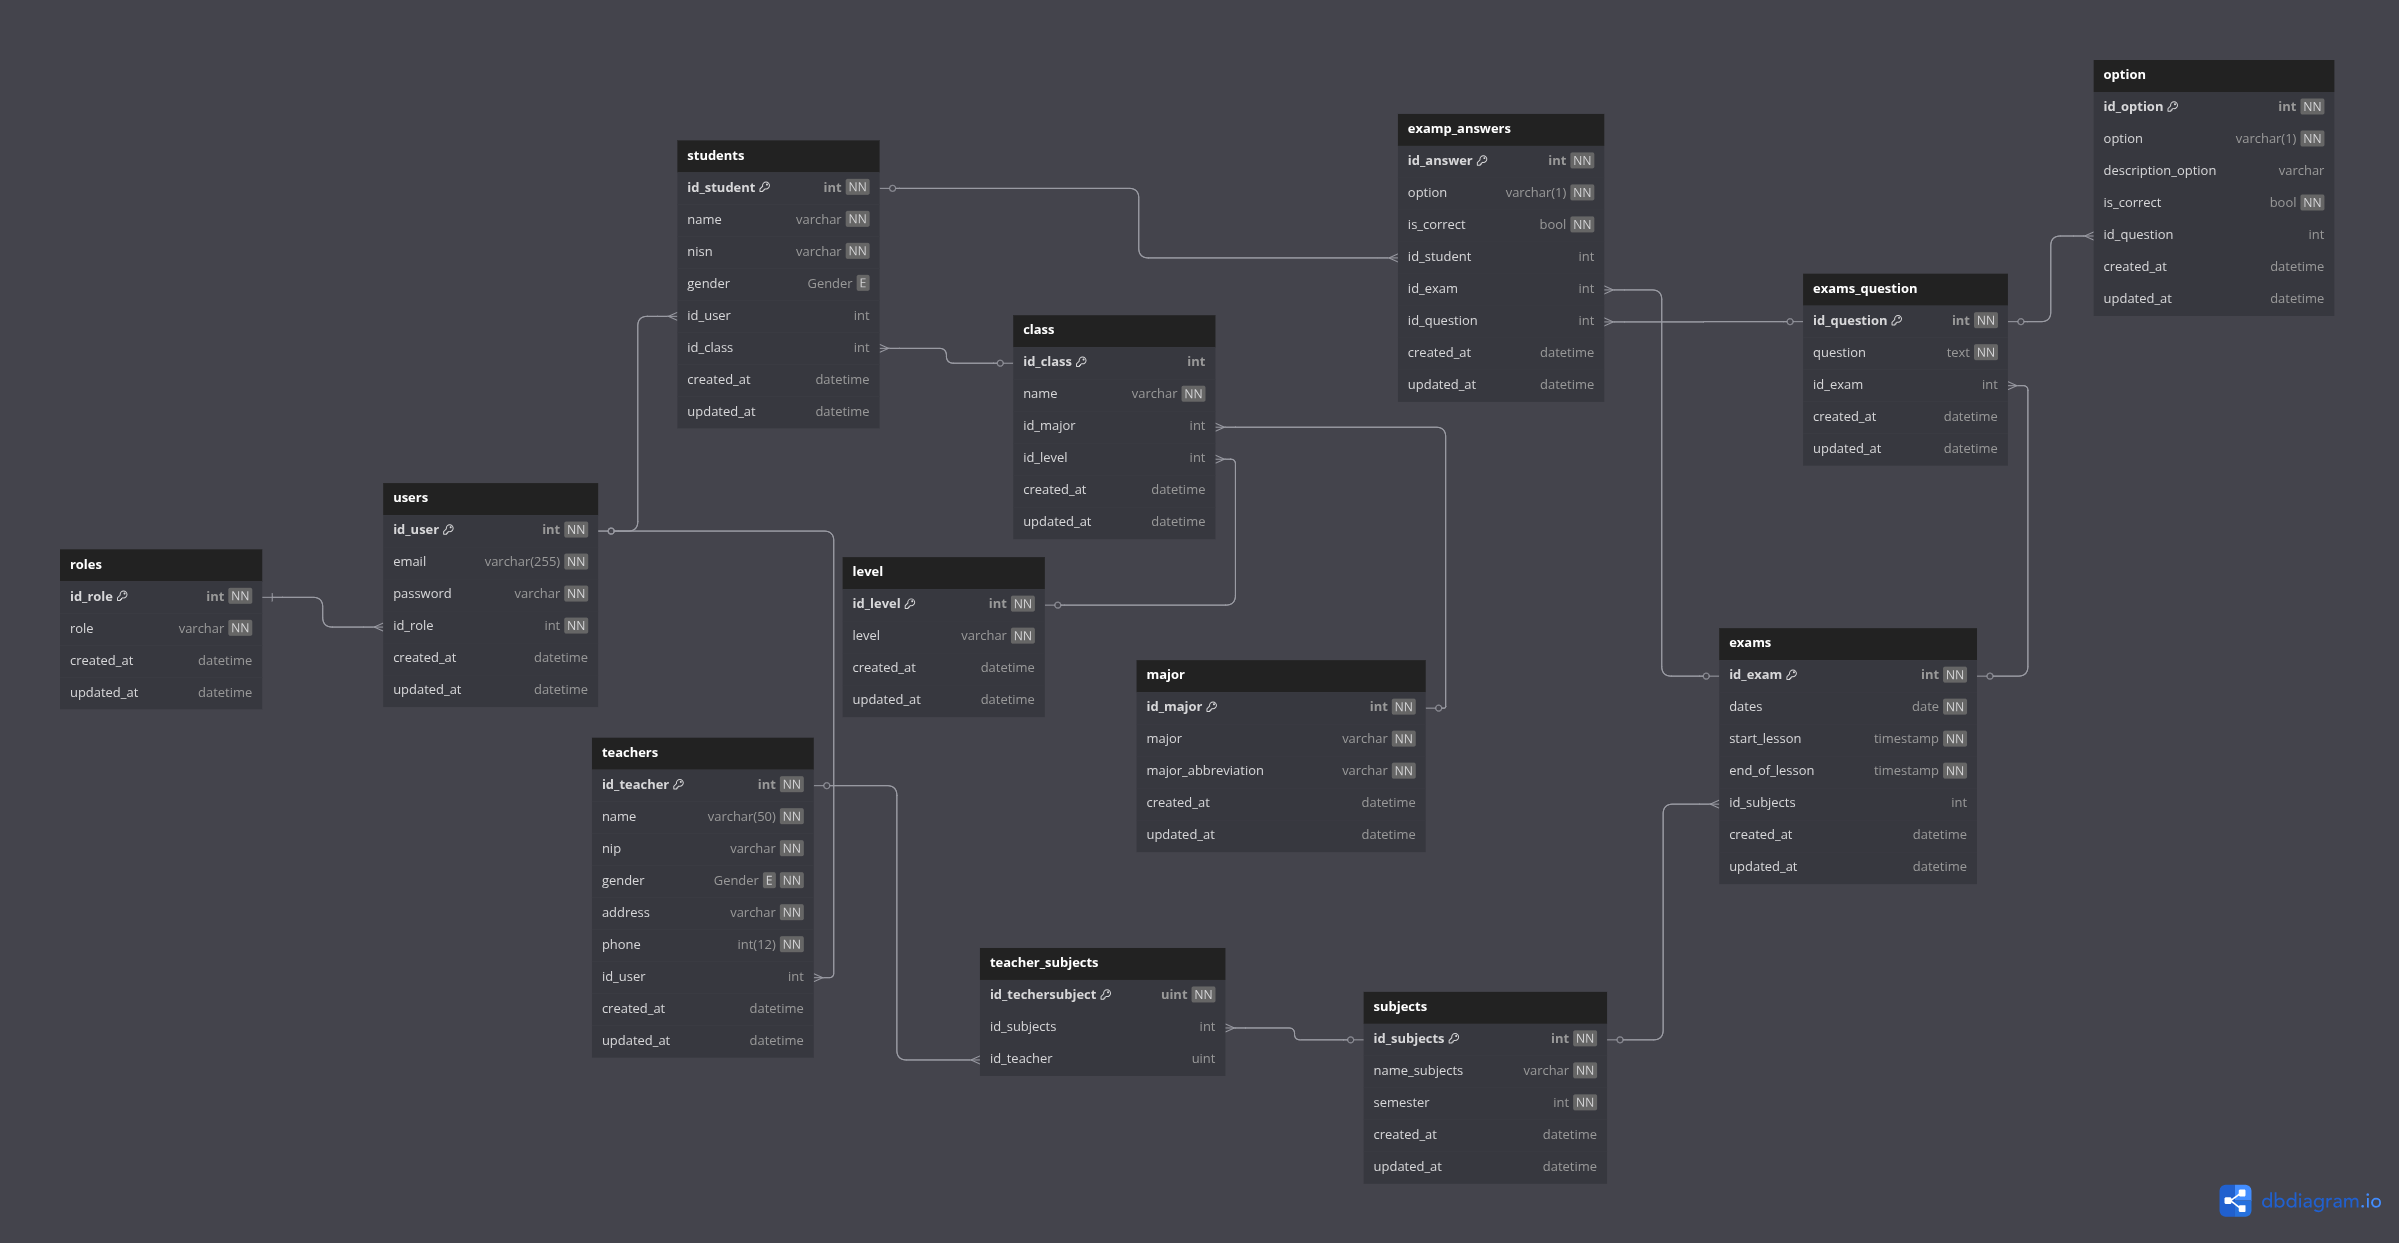 option
id_option int NN
option varchar(1) NN
description_option varchar
is_correct bool NN
id_question int
created_at datetime
updated_at datetime
examp_answers
id_answer int NN
option varchar(1) NN
is_correct bool NN
id_student int
id_exam int
id_question int
created_at datetime
updated_at datetime
students
id_student int NN
name varchar NN
nisn varchar NN
gender Gender E
id_user int
id_class int
created_at datetime
updated_at datetime
exams_question
id_question int NN
question text NN
id_exam int
created_at datetime
updated_at datetime
class
id_class int
name varchar NN
id_major int
id_level int
created_at datetime
updated_at datetime
users
id_user int NN
email varchar(255) NN
password varchar NN
id_role int NN
created_at datetime
updated_at datetime
roles
id_role int NN
role varchar NN
created_at datetime
updated_at datetime
level
id_level int NN
level varchar NN
created_at datetime
updated_at datetime
exams
id_exam int NN
dates date NN
start_lesson timestamp NN
end_of_lesson timestamp NN
id_subjects int
created_at datetime
updated_at datetime
major
id_major int NN
major varchar NN
major_abbreviation varchar NN
created_at datetime
updated_at datetime
teachers
id_teacher int NN
name varchar(50) NN
nip varchar NN
gender Gender E NN
address varchar NN
phone int(12) NN
id_user int
created_at datetime
updated_at datetime
teacher_subjects
id_techersubject uint NN
id_subjects int
id_teacher uint
subjects
id_subjects int NN
name_subjects varchar NN
semester int NN
created_at datetime
updated_at datetime
dbdiagram.io